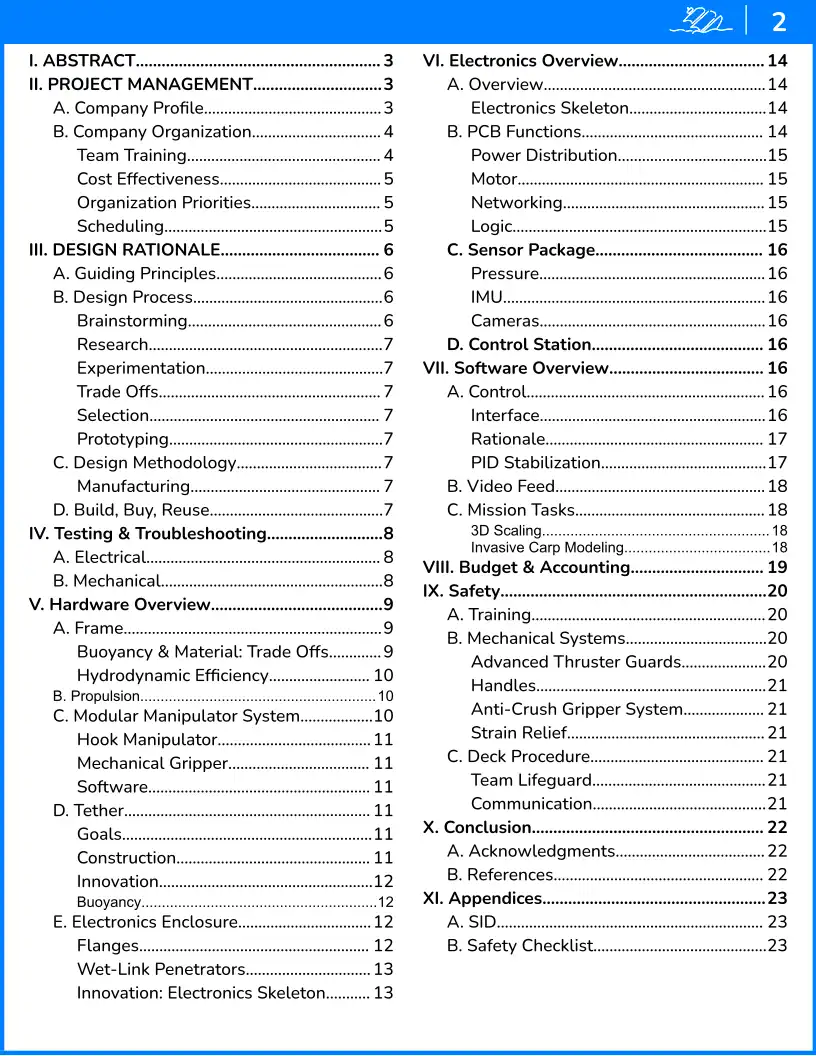 2
I. ABSTRACT......................................................... 3
II. PROJECT MANAGEMENT..............................3
A. Company Profile............................................ 3
B. Company Organization................................ 4
Team Training................................................ 4
Cost Effectiveness........................................ 5
Organization Priorities................................ 5
Scheduling......................................................5
III. DESIGN RATIONALE..................................... 6
A. Guiding Principles.........................................6
B. Design Process...............................................6
Brainstorming................................................6
Research..........................................................7
Experimentation............................................7
Trade Offs....................................................... 7
Selection......................................................... 7
Prototyping.....................................................7
C. Design Methodology....................................7
Manufacturing............................................... 7
D. Build, Buy, Reuse...........................................7
IV. Testing & Troubleshooting...........................8
A. Electrical.......................................................... 8
B. Mechanical.......................................................8
V. Hardware Overview........................................9
A. Frame................................................................9
Buoyancy & Material: Trade Offs.............9
Hydrodynamic Efficiency......................... 10
B. Propulsion.......................................................... 10
C. Modular Manipulator System..................10
Hook Manipulator...................................... 11
Mechanical Gripper................................... 11
Software....................................................... 11
D. Tether............................................................. 11
Goals..............................................................11
Construction................................................ 11
Innovation.....................................................12
Buoyancy..........................................................12
E. Electronics Enclosure................................. 12
Flanges......................................................... 12
Wet-Link Penetrators............................... 13
Innovation: Electronics Skeleton........... 13
VI. Electronics Overview.................................. 14
A. Overview.......................................................14
Electronics Skeleton..................................14
B. PCB Functions............................................. 14
Power Distribution.....................................15
Motor............................................................. 15
Networking.................................................. 15
Logic...............................................................15
C. Sensor Package....................................... 16
Pressure........................................................16
IMU.................................................................16
Cameras........................................................16
D. Control Station........................................ 16
VII. Software Overview.................................... 16
A. Control........................................................... 16
Interface........................................................16
Rationale...................................................... 17
PID Stabilization.........................................17
B. Video Feed.................................................... 18
C. Mission Tasks............................................... 18
3D Scaling........................................................ 18
Invasive Carp Modeling....................................18
VIII. Budget & Accounting............................... 19
IX. Safety..............................................................20
A. Training..........................................................20
B. Mechanical Systems...................................20
Advanced Thruster Guards.....................20
Handles.........................................................21
Anti-Crush Gripper System.................... 21
Strain Relief................................................. 21
C. Deck Procedure........................................... 21
Team Lifeguard...........................................21
Communication...........................................21
X. Conclusion...................................................... 22
A. Acknowledgments..................................... 22
B. References.................................................... 22
XI. Appendices....................................................23
A. SID.................................................................. 23
B. Safety Checklist...........................................23